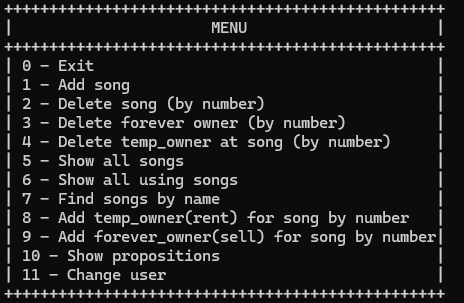 +++++++++++++++++++++++++++++++++++++++++++++++++
| MENU |
+++++++++++++++++++++++++++++++++++++++++++++++++
| 0 - Exit |
| 1 - Add song |
| 2 - Delete song (by number) |
| 3 - Delete forever owner (by number) |
| 4 - Delete temp_owner at song (by number) |
| 5 - Show all songs |
| 6 - Show all using songs |
| 7 - Find songs by name |
| 8 - Add temp_owner(rent) for song by number |
| 9 - Add forever_owner(sell) for song by number|
| 10 - Show propositions |
| 11 - Change user |
+++++++++++++++++++++++++++++++++++++++++++++++++